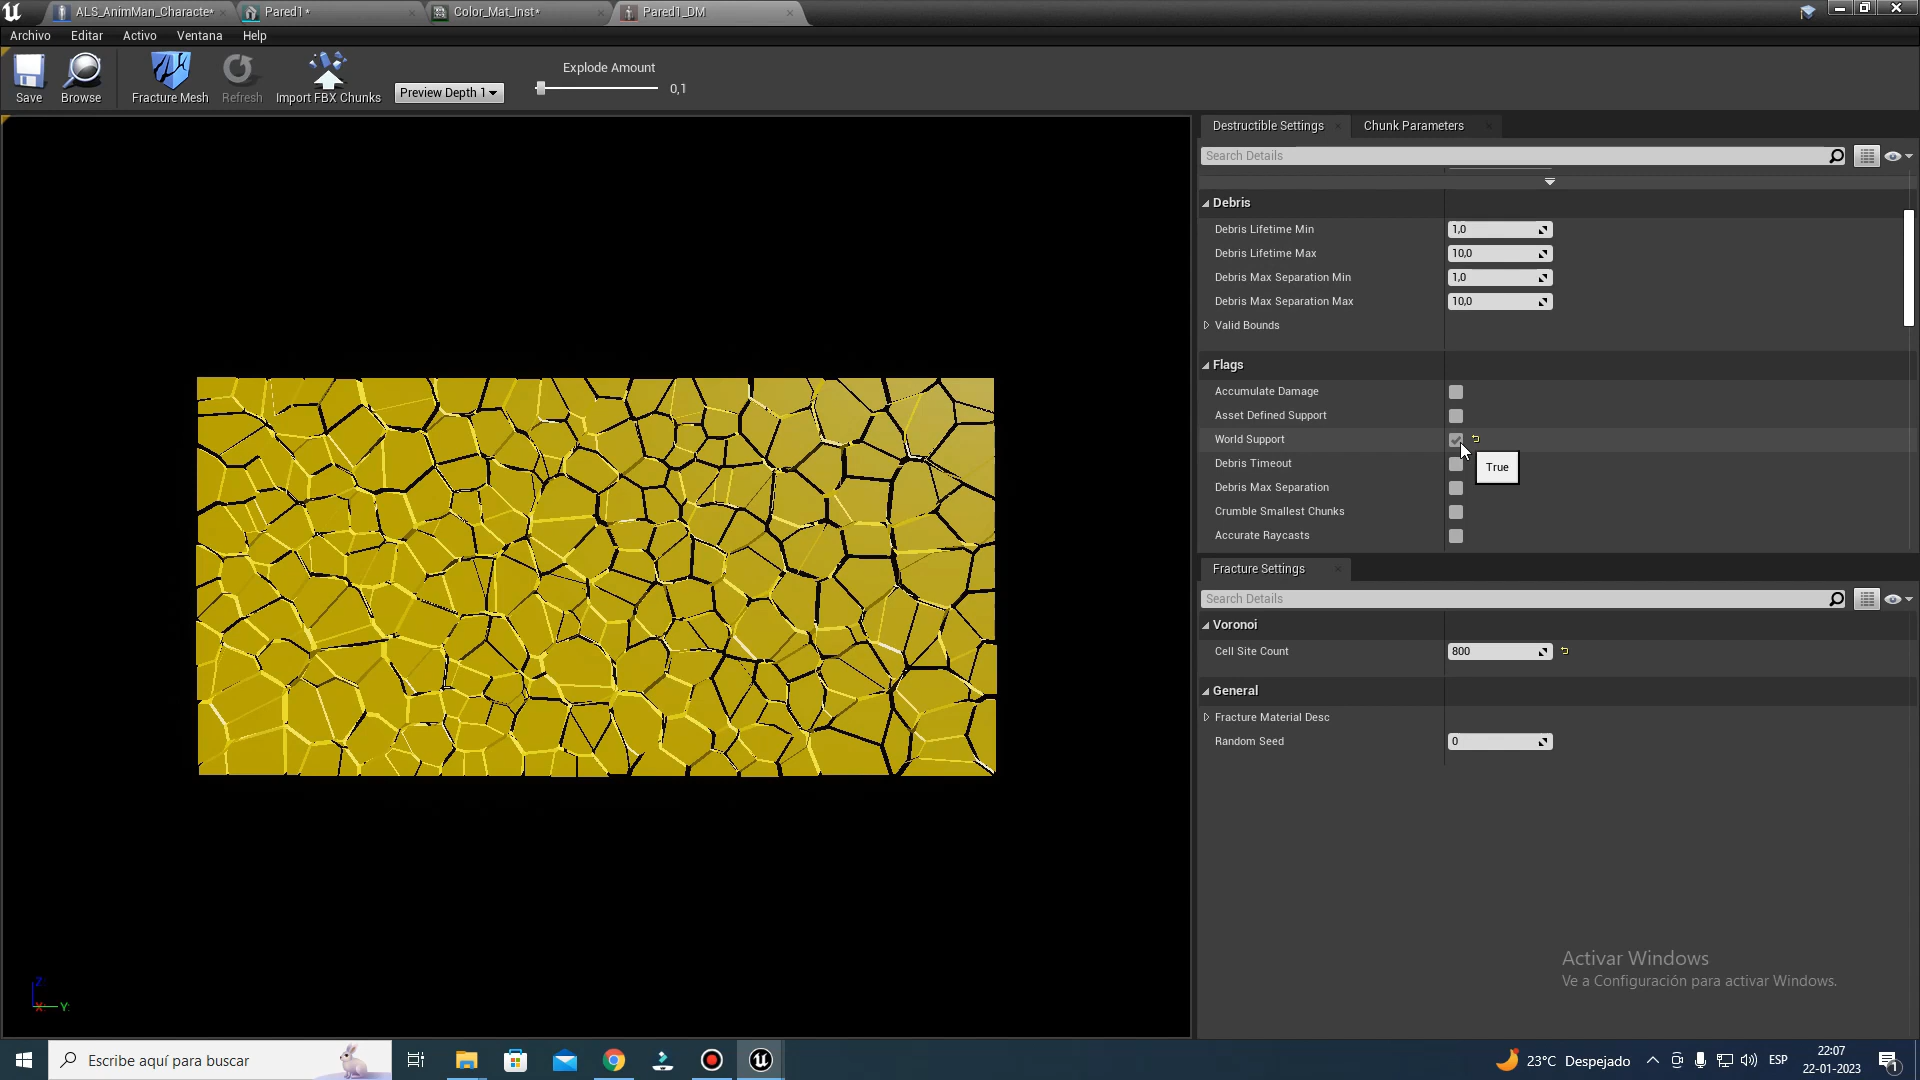 ALS_AnimMan_Characte*
Pared1*
Color_Mat_Inst*
Pared1_DM
Archivo
Editar
Activo
Ventana
Help
Save
Browse
Fracture Mesh
Refresh
Import FBX Chunks
Preview Depth 1
Explode Amount
0,1
Destructible Settings
Chunk Parameters
Search Details
Debris
Debris Lifetime Min
1,0
Debris Lifetime Max
10,0
Debris Max Separation Min
1,0
Debris Max Separation Max
10,0
Valid Bounds
Flags
Accumulate Damage
Asset Defined Support
World Support
Debris Timeout
True
Debris Max Separation
Crumble Smallest Chunks
Accurate Raycasts
Fracture Settings
Search Details
Voronoi
Cell Site Count
800
General
Fracture Material Desc
Random Seed
0
Z
X
Y
Activar Windows
Ve a Configuración para activar Windows.
Escribe aquí para buscar
23°C Despejado
ESP
22:07
22-01-2023
1